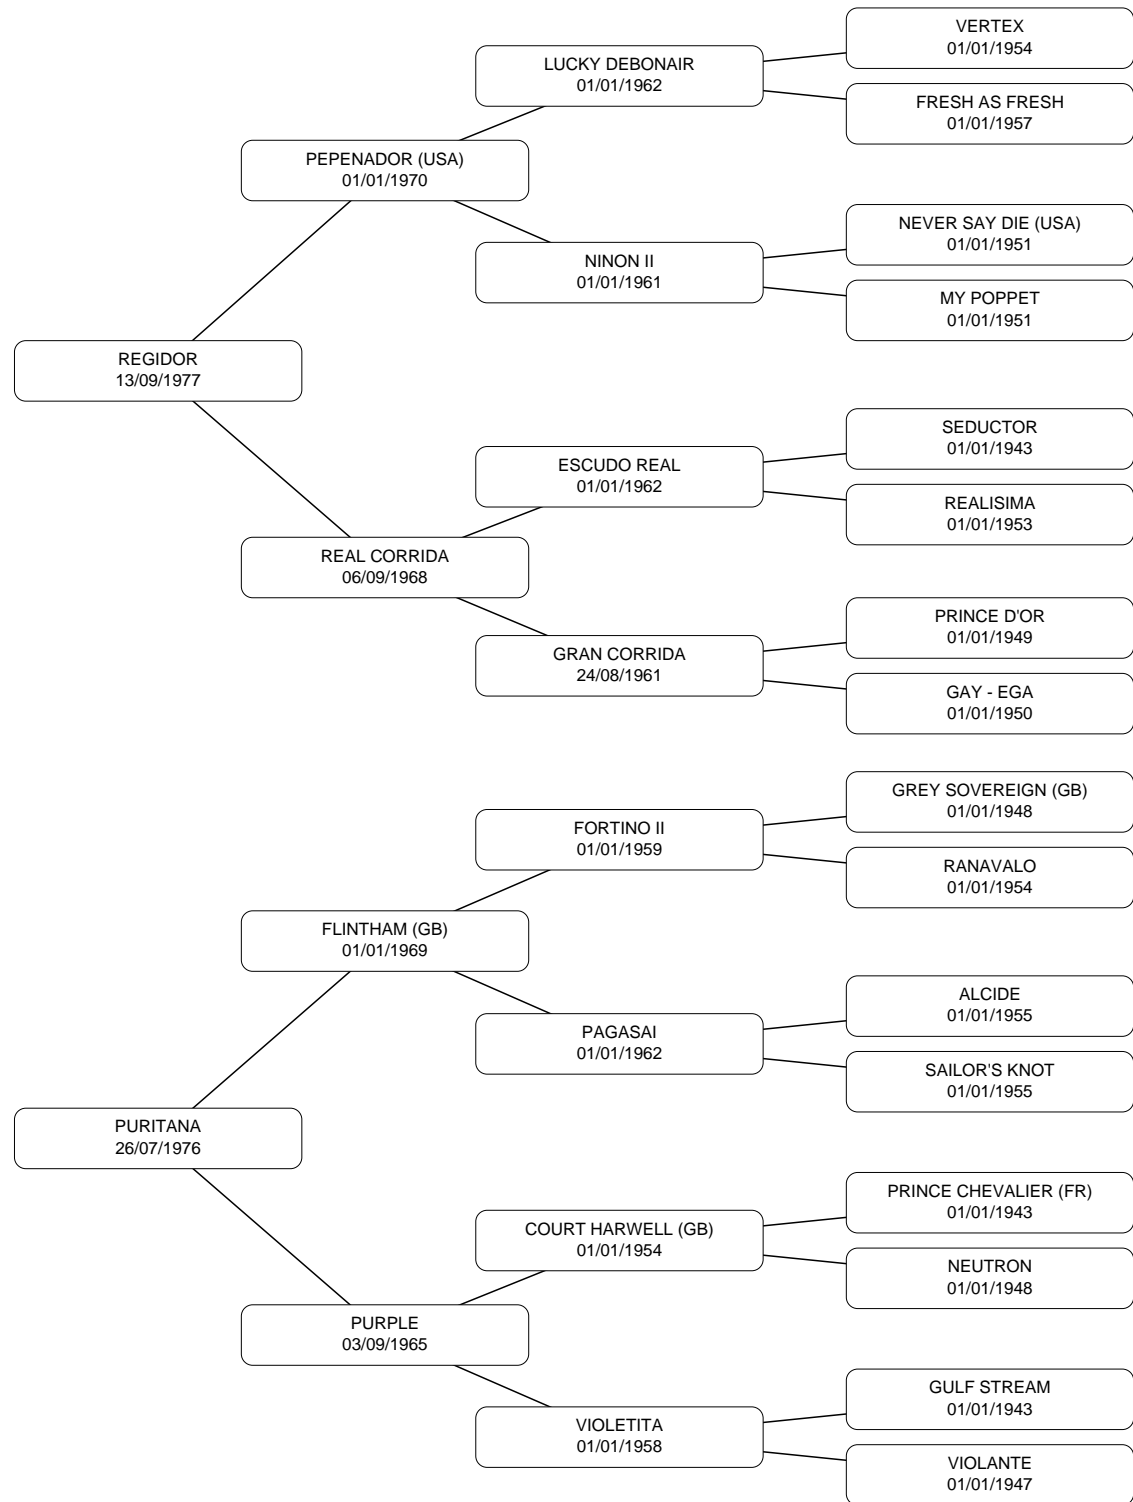 VERTEX
01/01/1954
LUCKY DEBONAIR
01/01/1962
FRESH AS FRESH
01/01/1957
PEPENADOR (USA)
01/01/1970
NEVER SAY DIE (USA)
01/01/1951
NINON II
01/01/1961
MY POPPET
01/01/1951
REGIDOR
13/09/1977
SEDUCTOR
01/01/1943
ESCUDO REAL
01/01/1962
REALISIMA
01/01/1953
REAL CORRIDA
06/09/1968
PRINCE D'OR
01/01/1949
GRAN CORRIDA
24/08/1961
GAY - EGA
01/01/1950
GREY SOVEREIGN (GB)
01/01/1948
FORTINO II
01/01/1959
RANAVALO
01/01/1954
FLINTHAM (GB)
01/01/1969
ALCIDE
01/01/1955
PAGASAI
01/01/1962
SAILOR'S KNOT
01/01/1955
PURITANA
26/07/1976
PRINCE CHEVALIER (FR)
01/01/1943
COURT HARWELL (GB)
01/01/1954
NEUTRON
01/01/1948
PURPLE
03/09/1965
GULF STREAM
01/01/1943
VIOLETITA
01/01/1958
VIOLANTE
01/01/1947